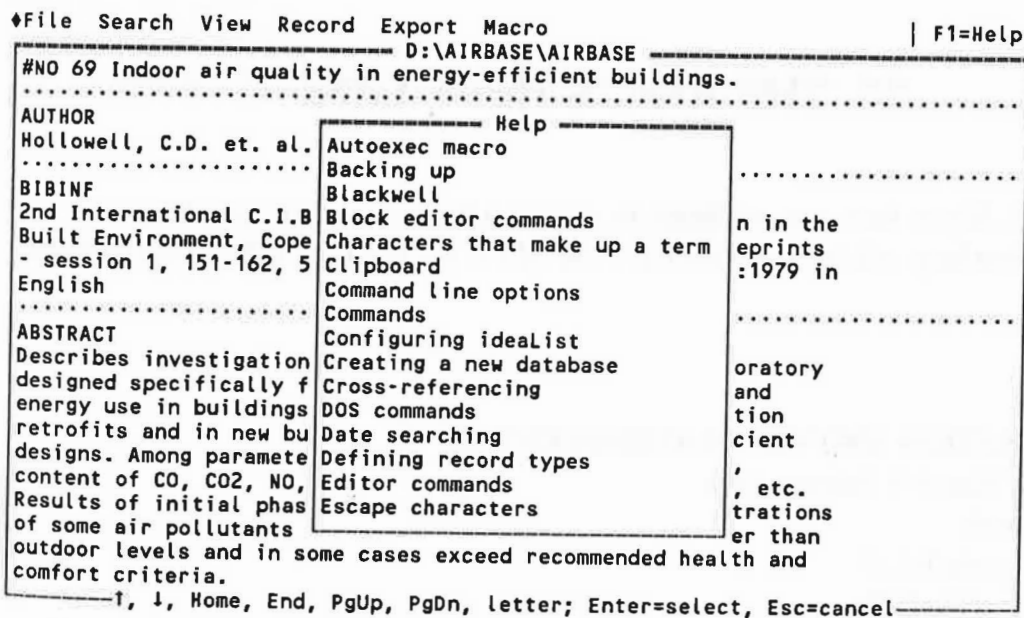 ♦File Search View Record Export Macro | F1=Help
D:\AIRBASE\AIRBASE
#NO 69 Indoor air quality in energy-efficient buildings.
AUTHOR
Hollowell, C.D. et. al.
BIBINF
2nd International C.I.B n in the
Built Environment, Cope eprints
- session 1, 151-162, 5 :1979 in
English
ABSTRACT
Describes investigation oratory
designed specifically f and
energy use in buildings tion
retrofits and in new bu cient
designs. Among paramete ,
content of CO, CO2, NO, , etc.
Results of initial phas trations
of some air pollutants er than
outdoor levels and in some cases exceed recommended health and
comfort criteria.
Help
Autoexec macro
Backing up
Blackwell
Block editor commands
Characters that make up a term
Clipboard
Command line options
Commands
Configuring ideaList
Creating a new database
Cross-referencing
DOS commands
Date searching
Defining record types
Editor commands
Escape characters
↑, ↓, Home, End, PgUp, PgDn, letter; Enter=select, Esc=cancel